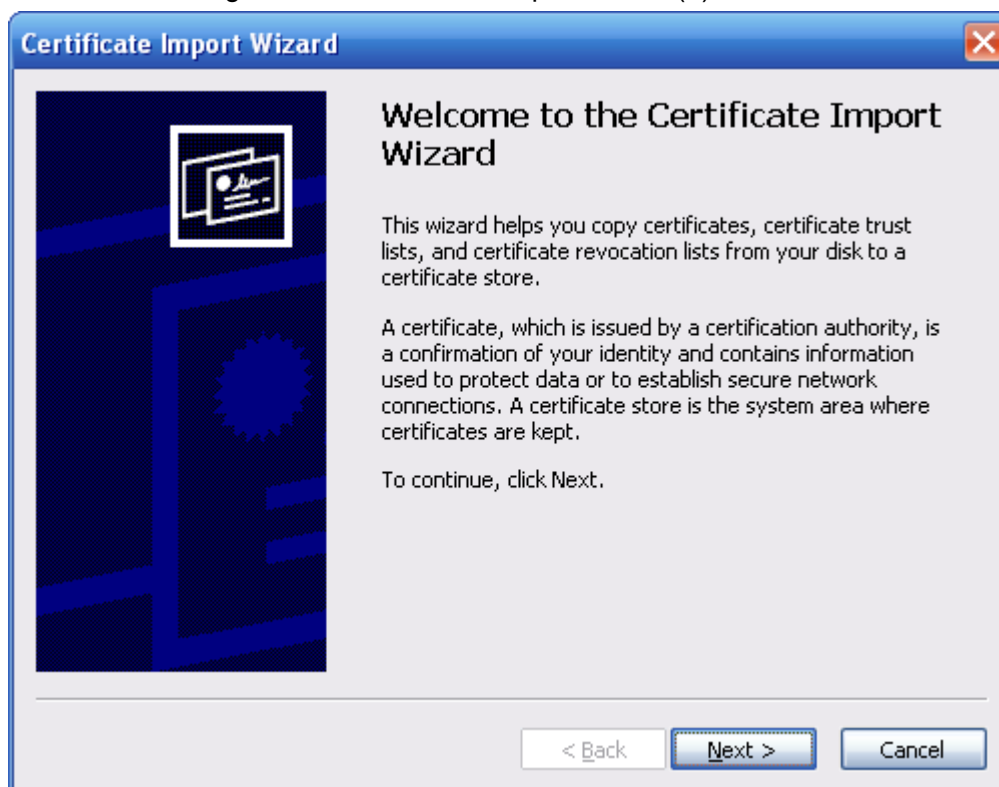 Certificate Import Wizard
Welcome to the Certificate Import
Wizard
This wizard helps you copy certificates, certificate trust
lists, and certificate revocation lists from your disk to a
certificate store.
A certificate, which is issued by a certification authority, is
a confirmation of your identity and contains information
used to protect data or to establish secure network
connections. A certificate store is the system area where
certificates are kept.
To continue, click Next.
< Back Next > Cancel